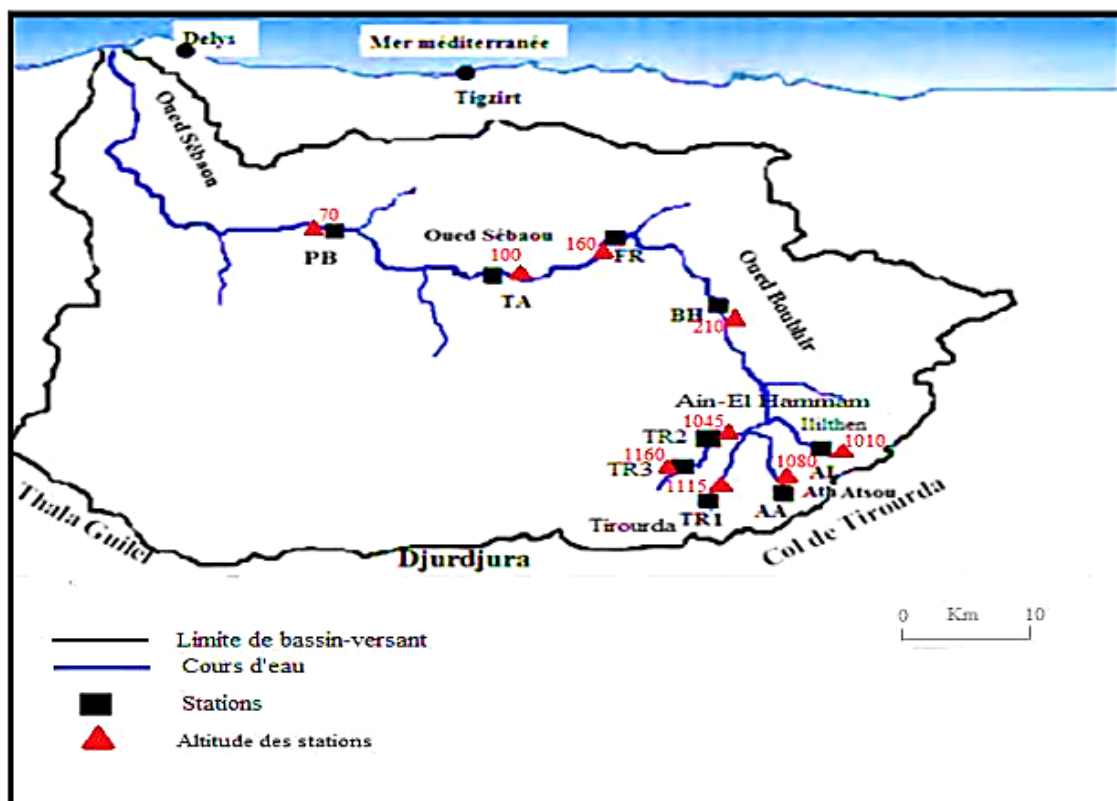 Delys
Mer méditerranée
Tigzirt
Oued Sébaou
70
PB
Oued Sébaou
100
TA
160
FR
Oued Boubhir
BH
210
Ain-El Hammam
Ililthen
1045
TR2
1010
AI
1160
TR3
1080
Ath Atsou
1115
AA
TR1
Tirourda
Col de Tirourda
Thala Guilef
Djurdjura
0 Km 10
Limite de bassin-versant
Cours d'eau
Stations
Altitude des stations